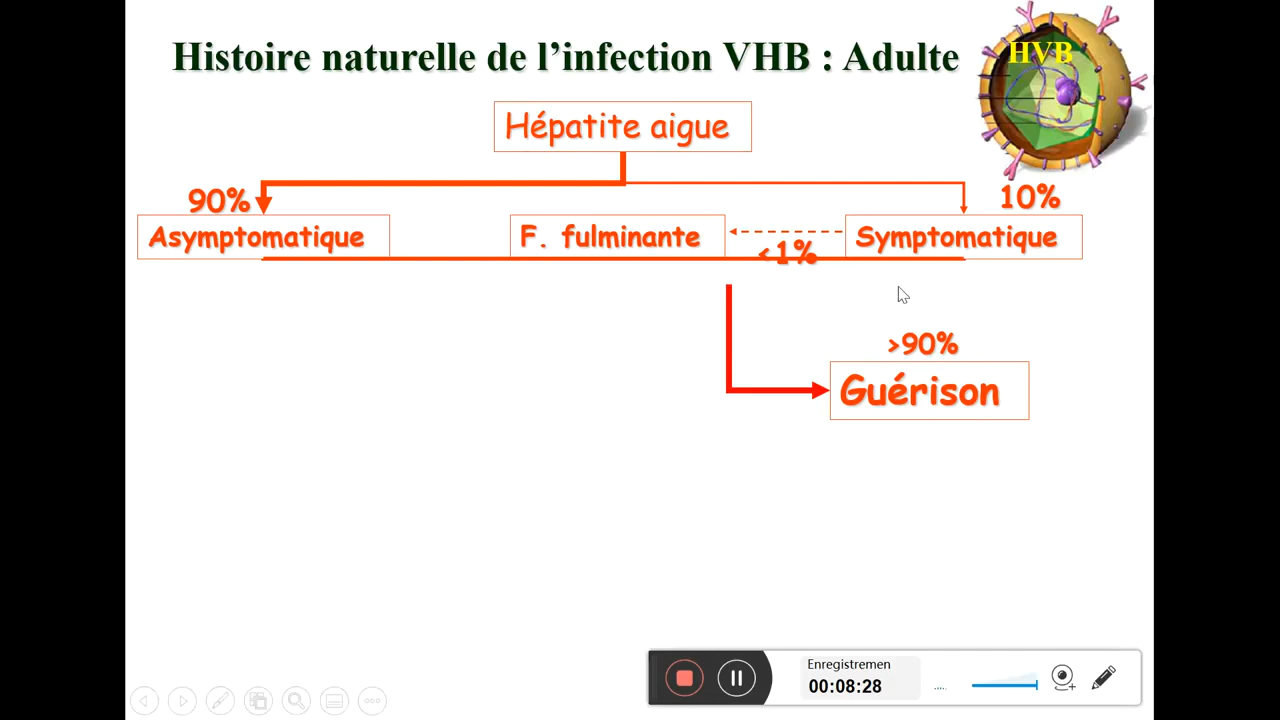 Histoire naturelle de l’infection VHB : Adulte
HVB
Hépatite aigue
90%
10%
Asymptomatique
F. fulminante
<1%
Symptomatique
>90%
Guérison
Enregistremen
00:08:28